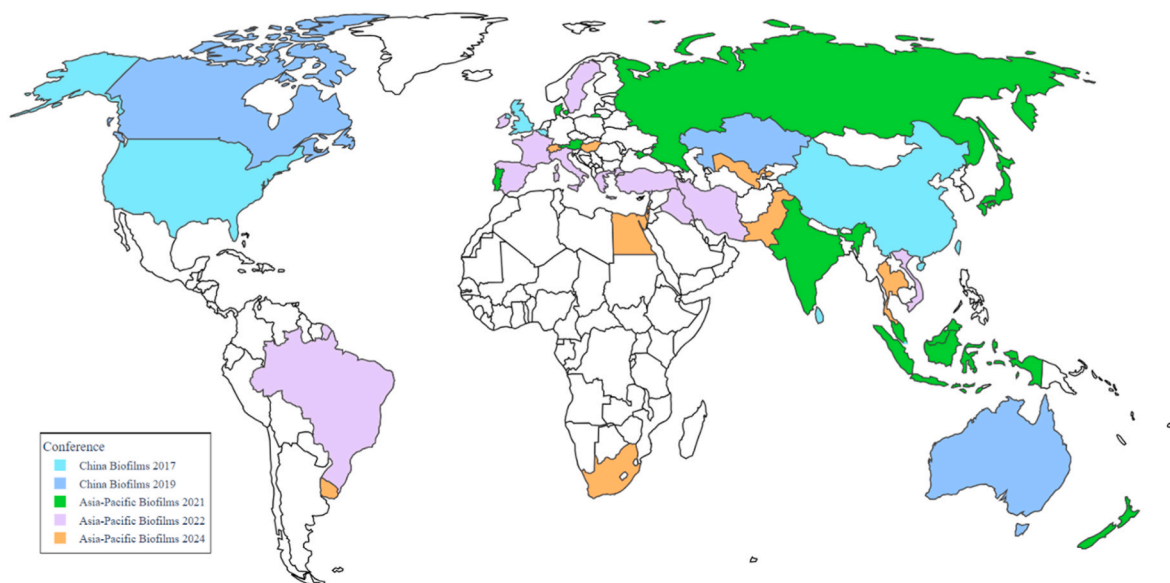 Conference
China Biofilms 2017
China Biofilms 2019
Asia-Pacific Biofilms 2021
Asia-Pacific Biofilms 2022
Asia-Pacific Biofilms 2024